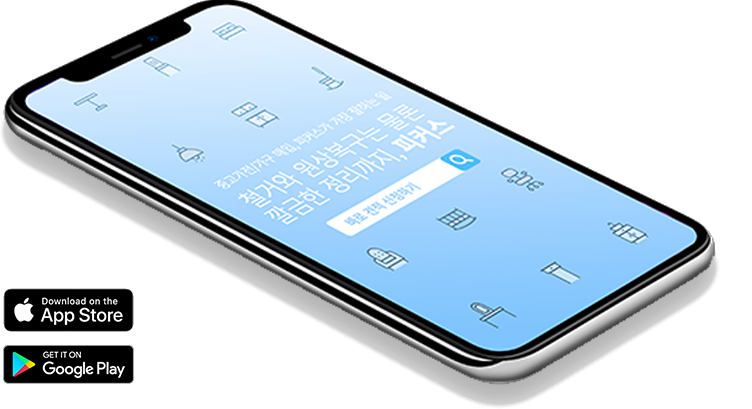 중고가전/가구 매입, 피커스가 가장 잘하는 일
철거와 원상복구는 물론
깔끔한 정리까지, 피커스
바로 견적 신청하기
Download on the
App Store
GET IT ON
Google Play